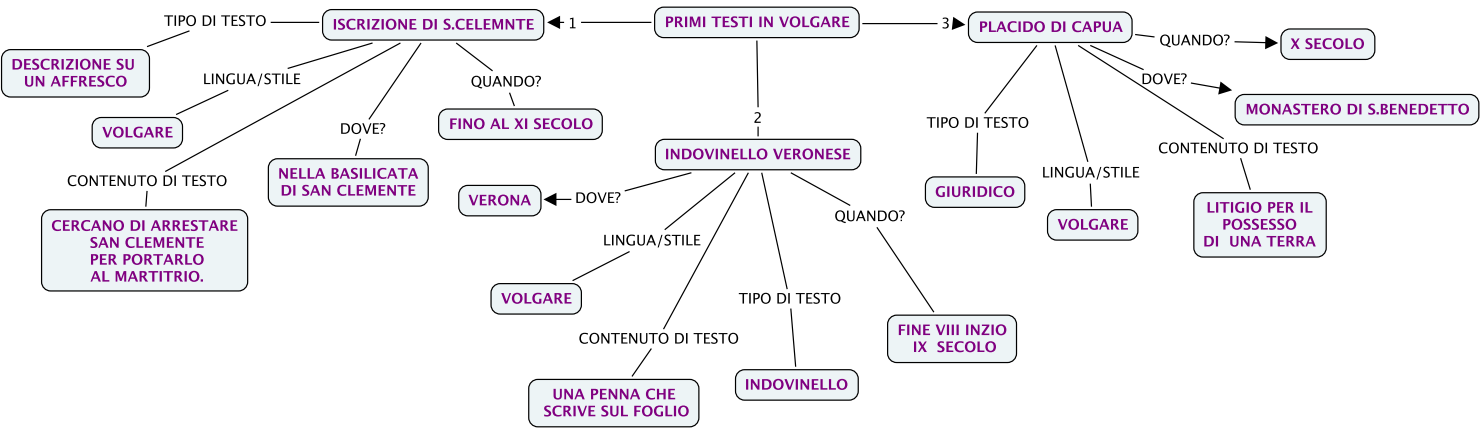 PRIMI TESTI IN VOLGARE
1
ISCRIZIONE DI S.CELEMNTE
TIPO DI TESTO
DESCRIZIONE SU
UN AFFRESCO
LINGUA/STILE
VOLGARE
CONTENUTO DI TESTO
CERCANO DI ARRESTARE
SAN CLEMENTE
PER PORTARLO
AL MARTITRIO.
DOVE?
NELLA BASILICATA
DI SAN CLEMENTE
QUANDO?
FINO AL XI SECOLO
2
INDOVINELLO VERONESE
DOVE?
VERONA
LINGUA/STILE
VOLGARE
CONTENUTO DI TESTO
UNA PENNA CHE
SCRIVE SUL FOGLIO
TIPO DI TESTO
INDOVINELLO
QUANDO?
FINE VIII INZIO
IX SECOLO
3
PLACIDO DI CAPUA
QUANDO?
X SECOLO
DOVE?
MONASTERO DI S.BENEDETTO
TIPO DI TESTO
GIURIDICO
LINGUA/STILE
VOLGARE
CONTENUTO DI TESTO
LITIGIO PER IL
POSSESSO
DI UNA TERRA